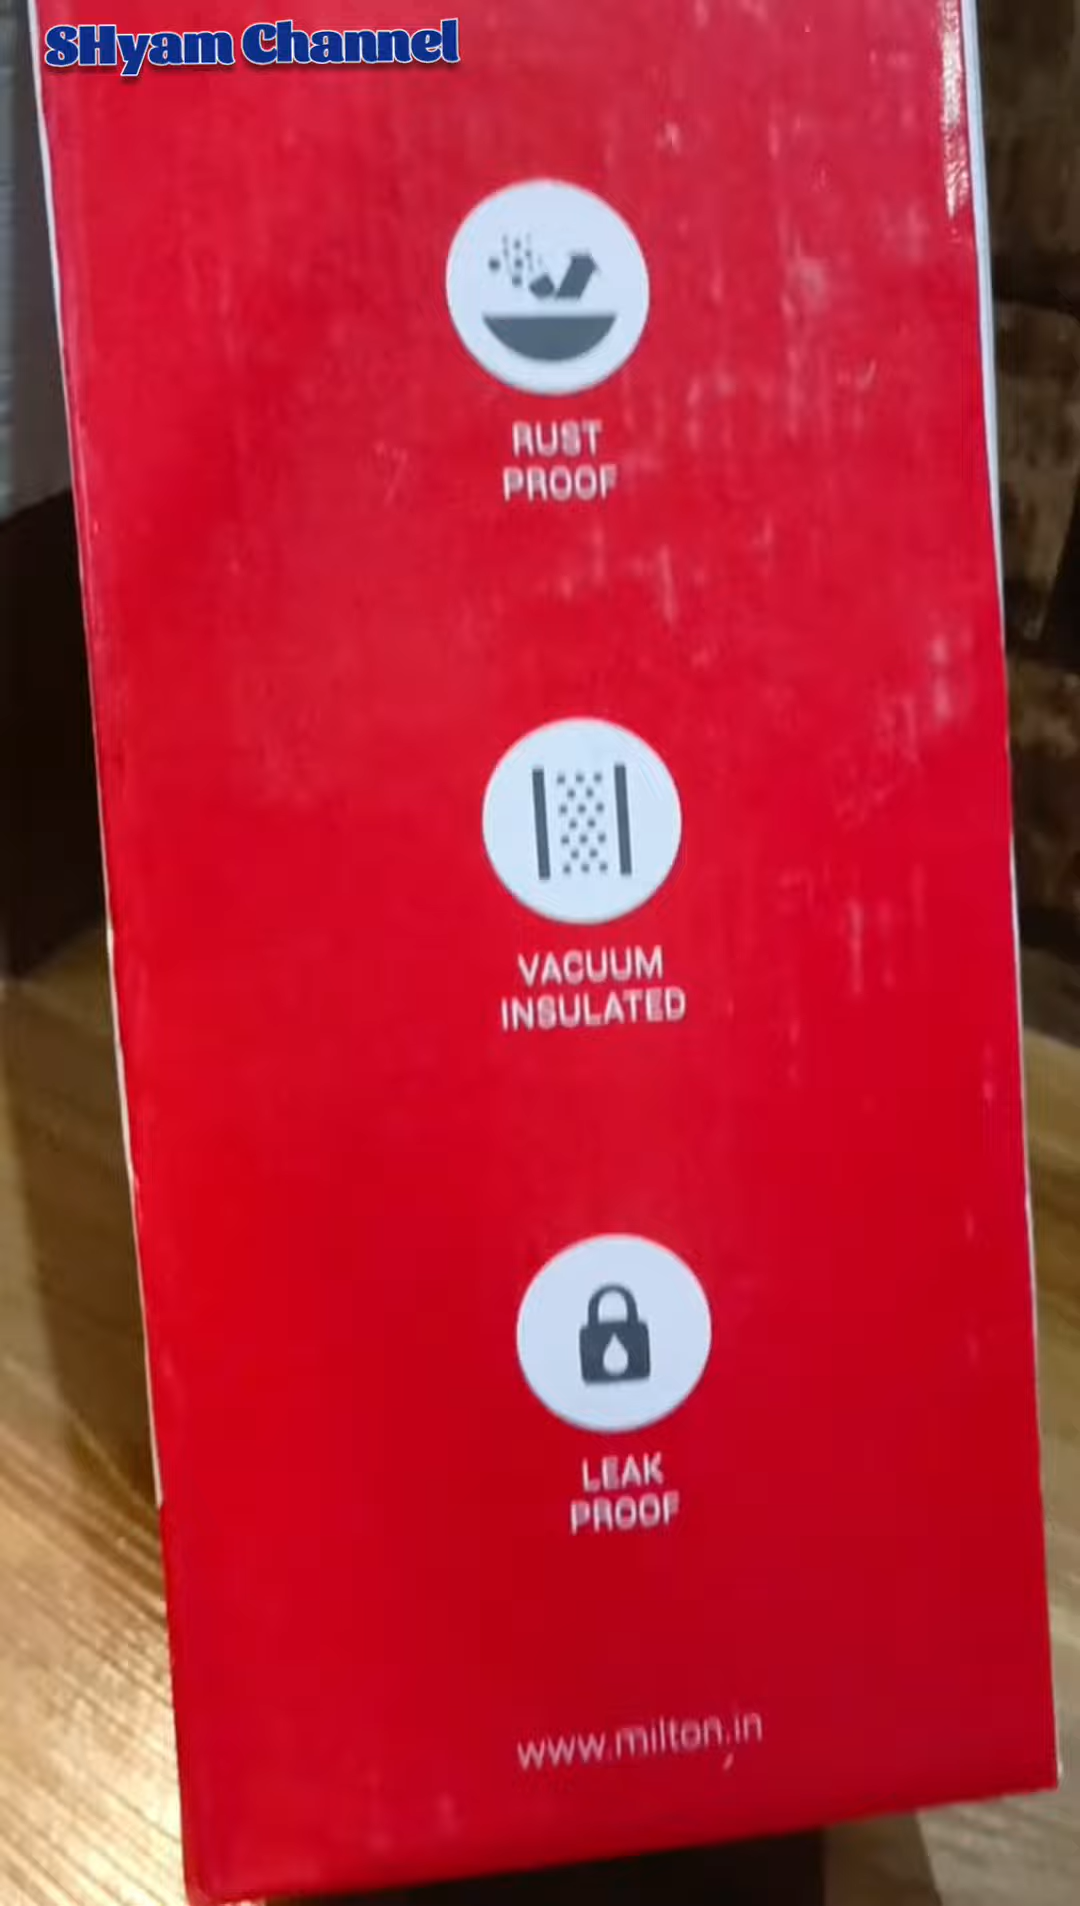 SHyam Channel
RUST
PROOF
VACUUM
INSULATED
LEAK
PROOF
www.milton.in